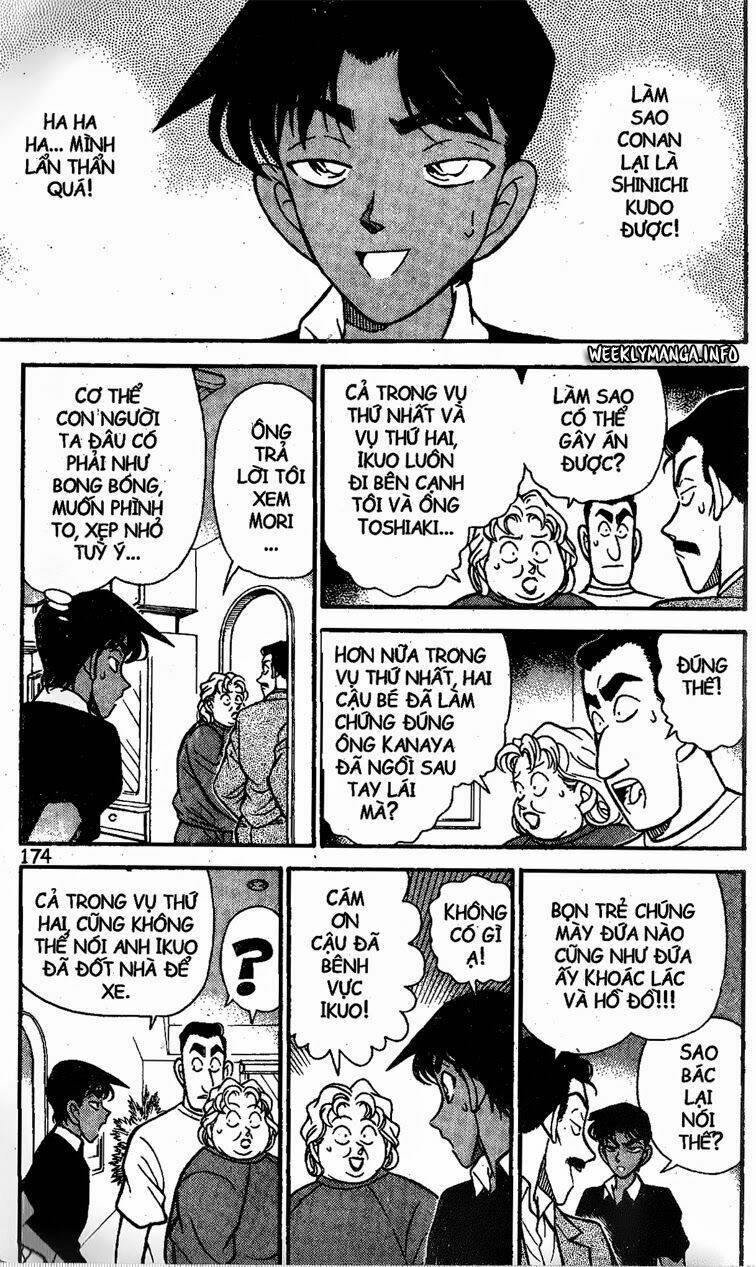 LÀM
SAO
CONAN
LẠI LÀ
SHINICHI
KUDO
ĐƯỢC!
HA HA
HA... MÌNH
LẨN THẨN
QUÁ!
WEEKLYMANGA.INFO
LÀM SAO
CÓ THỂ
GÂY ÁN
ĐƯỢC?
CẢ TRONG VỤ
THỨ NHẤT VÀ
VỤ THỨ HAI,
IKUO LUÔN
ĐI BÊN CẠNH
TÔI VÀ ÔNG
TOSHIAKI...
ÔNG
TRẢ
LỜI TÔI
XEM
MORI
...
CƠ THỂ
CON NGƯỜI
TA ĐÂU CÓ
PHẢI NHƯ
BONG BÓNG,
MUỐN PHÌNH
TO, XẸP NHỎ
TUỲ Ý...
ĐÚNG
THẾ!
HƠN NỮA TRONG
VỤ THỨ NHẤT, HAI
CẬU BÉ ĐÃ LÀM
CHỨNG ĐÚNG
ÔNG KANAYA
ĐÃ NGỒI SAU
TAY LÁI
MÀ?
174
BỌN TRẺ CHÚNG
MÀY ĐỨA NÀO
CŨNG NHƯ ĐỨA
ẤY KHOÁC LÁC
VÀ HỒ ĐỒ!!!
SAO
BÁC
LẠI
NÓI
THẾ?
KHÔNG
CÓ GÌ
Ạ!
CÁM
ƠN
CẬU ĐÃ
BÊNH
VỰC
IKUO!
?
CẢ TRONG VỤ THỨ
HAI, CŨNG KHÔNG
THỂ NÓI ANH IKUO
ĐÃ ĐỐT NHÀ ĐỂ
XE.